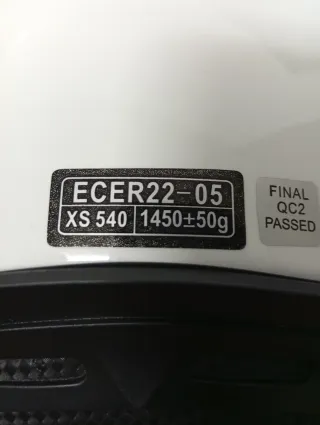 ECER22-05
XS 540 1450±50g
FINAL
QC2
PASSED